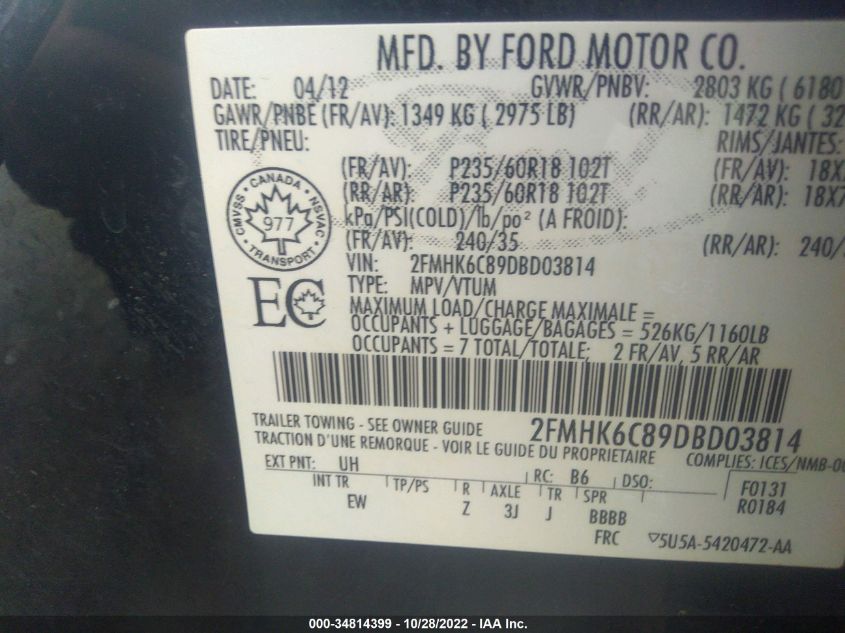 MFD. BY FORD MOTOR CO.
DATE: 04/12 GVWR/PNBV: 2803 KG ( 6180
GAWR/PNBE (FR/AV): 1349 KG ( 2975 LB) (RR/AR): 1472 KG ( 32
TIRE/PNEU: RIMS/JANTES:
(FR/AV): P235/60R18 102T (FR/AV): 18X
(RR/AR): P235/60R18 102T (RR/AR): 18X7
kPa/PSI(COLD)/lb/po² (A FROID):
(FR/AV): 240/35 (RR/AR): 240/
CANADA
CMVSS 977 NSVAC
TRANSPORT
VIN: 2FMHK6C89DBD03814
TYPE: MPV/VTUM
EC
MAXIMUM LOAD/CHARGE MAXIMALE =
OCCUPANTS + LUGGAGE/BAGAGES = 526KG/1160LB
OCCUPANTS = 7 TOTAL/TOTALE; 2 FR/AV, 5 RR/AR
TRAILER TOWING - SEE OWNER GUIDE 2FMHK6C89DBD03814
TRACTION D'UNE REMORQUE - VOIR LE GUIDE DU PROPRIETAIRE COMPLIES: ICES/NMB-00
EXT PNT: UH RC: B6 DSO: F0131
INT TR TP/PS R AXLE TR SPR R0184
EW Z 3J J BBBB
FRC 5U5A-5420472-AA
000-34814399 - 10/28/2022 - IAA Inc.